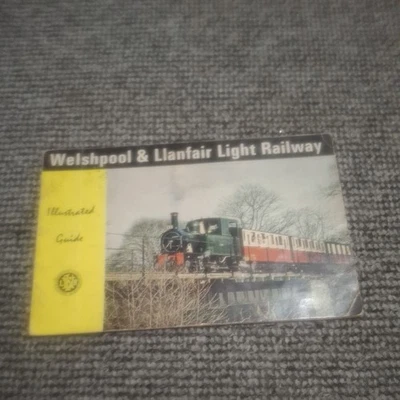 Welshpool & Llanfair Light Railway
Illustrated
Guide